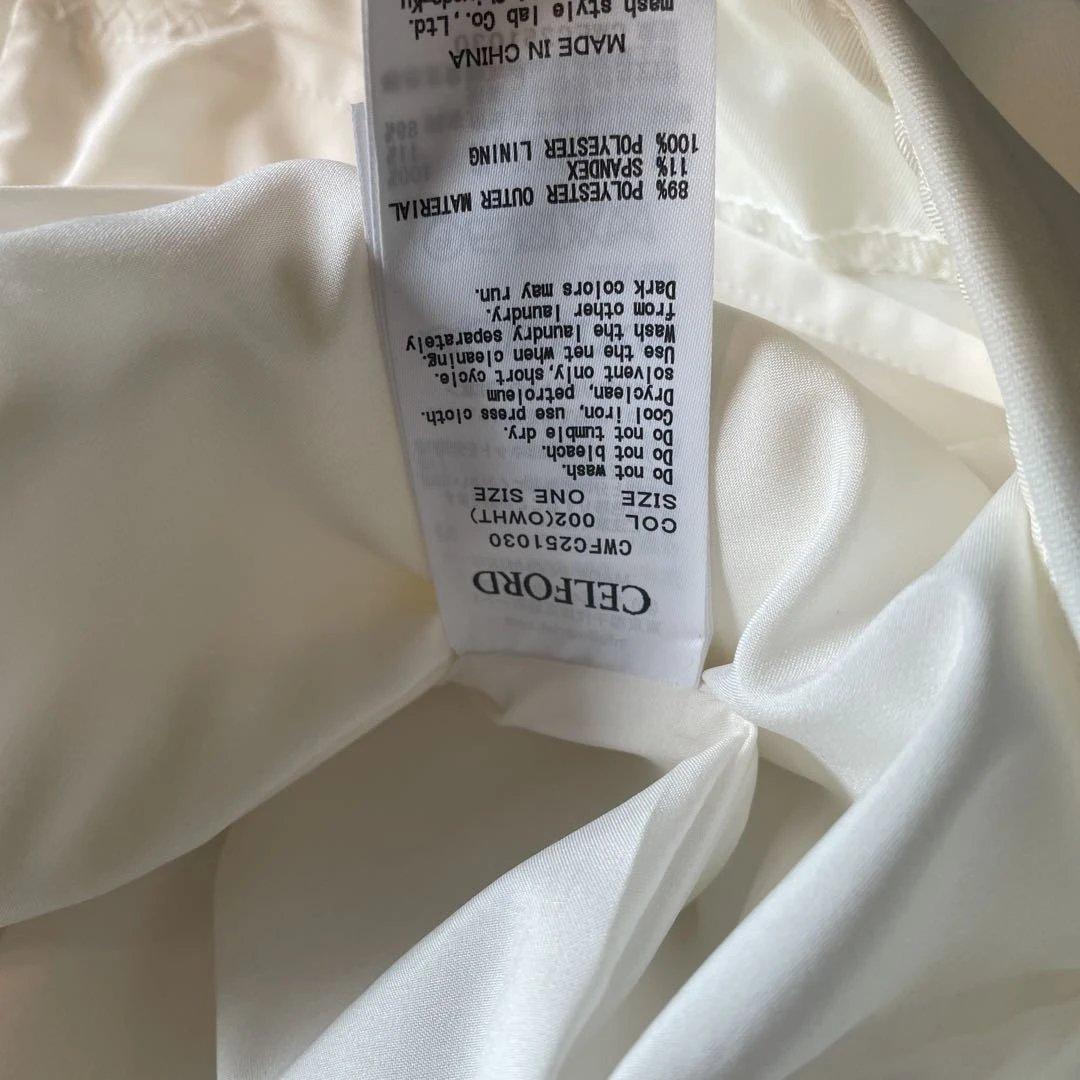 CELFORD
CWFC251030
COL 002(OWHT)
SIZE ONE SIZE
Do not wash.
Do not bleach.
Do not tumble dry.
Cool iron, use press cloth.
Dryclean, petroleum
solvent only, short cycle.
Use the net when cleaning.
Wash the laundry separately
from other laundry.
Dark colors may run.
89% POLYESTER OUTER MATERIAL
11% SPANDEX
100% POLYESTER LINING
MADE IN CHINA
mash style lab Co., Ltd.